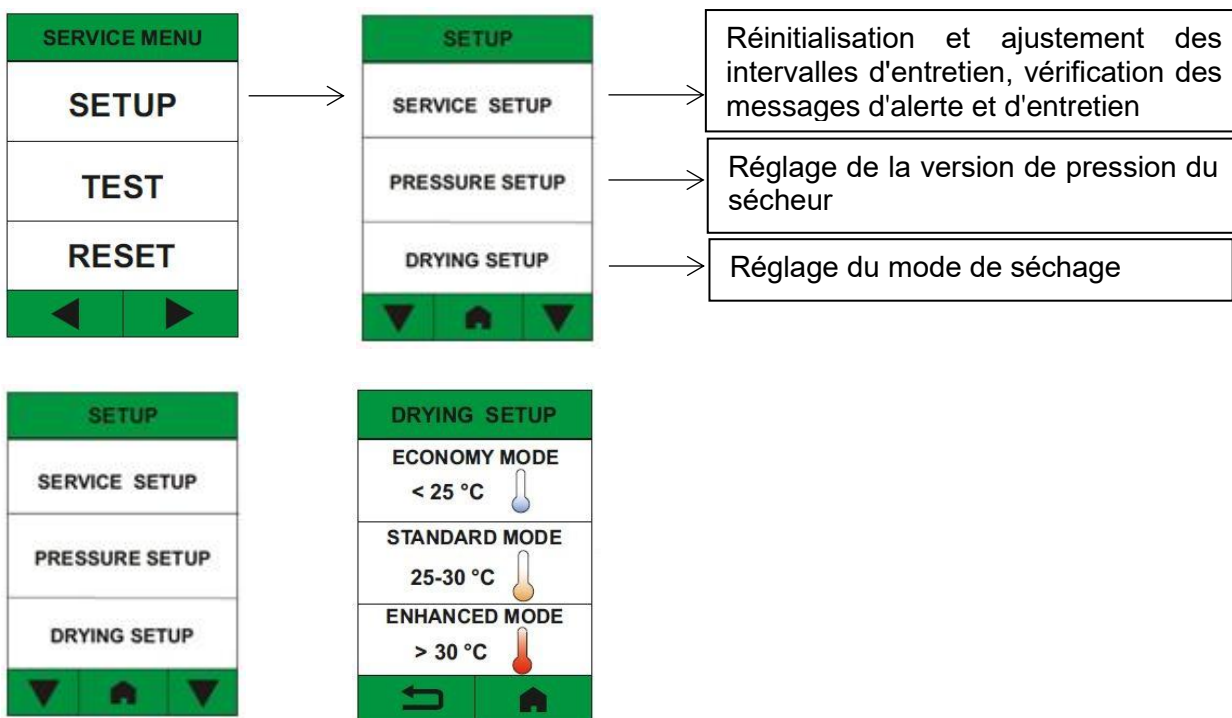 SERVICE MENU
SETUP
TEST
RESET
SETUP
SERVICE SETUP
PRESSURE SETUP
DRYING SETUP
Réinitialisation et ajustement des
intervalles d'entretien, vérification des
messages d'alerte et d'entretien
Réglage de la version de pression du
sécheur
Réglage du mode de séchage
SETUP
SERVICE SETUP
PRESSURE SETUP
DRYING SETUP
DRYING SETUP
ECONOMY MODE
< 25 °C
STANDARD MODE
25-30 °C
ENHANCED MODE
> 30 °C